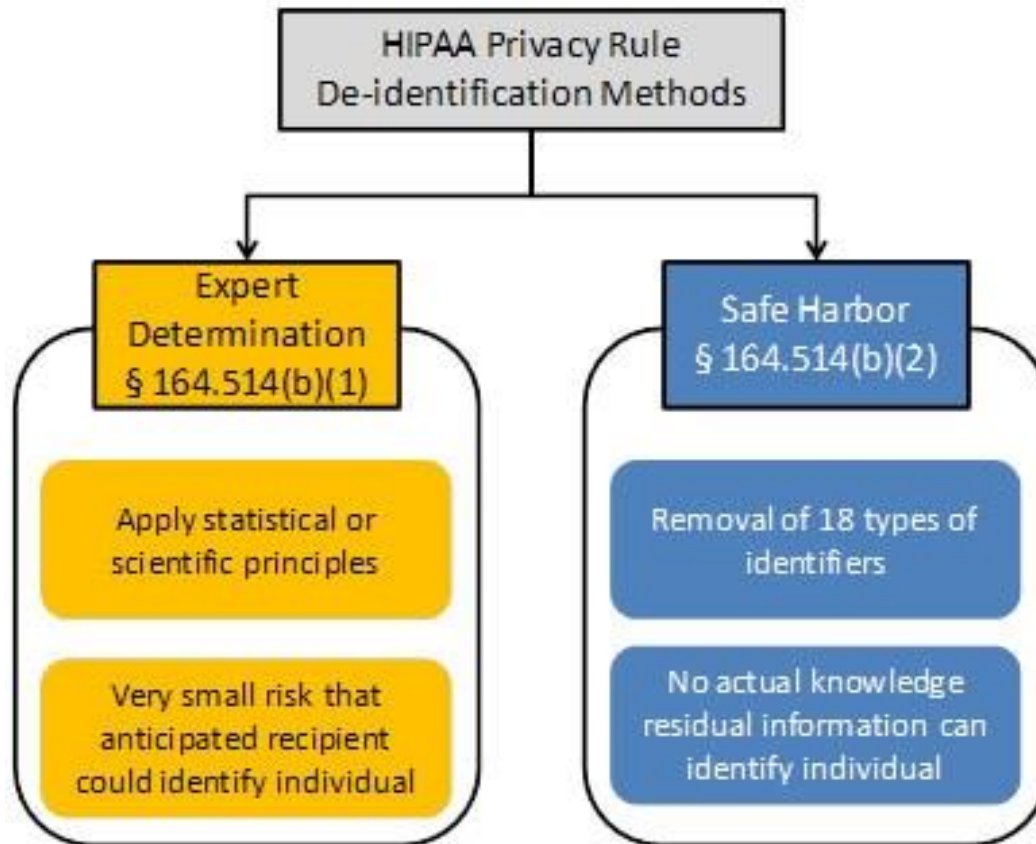 HIPAA Privacy Rule
De-identification Methods
Expert
Determination
§ 164.514(b)(1)
Apply statistical or
scientific principles
Very small risk that
anticipated recipient
could identify individual
Safe Harbor
§ 164.514(b)(2)
Removal of 18 types of
identifiers
No actual knowledge
residual information can
identify individual